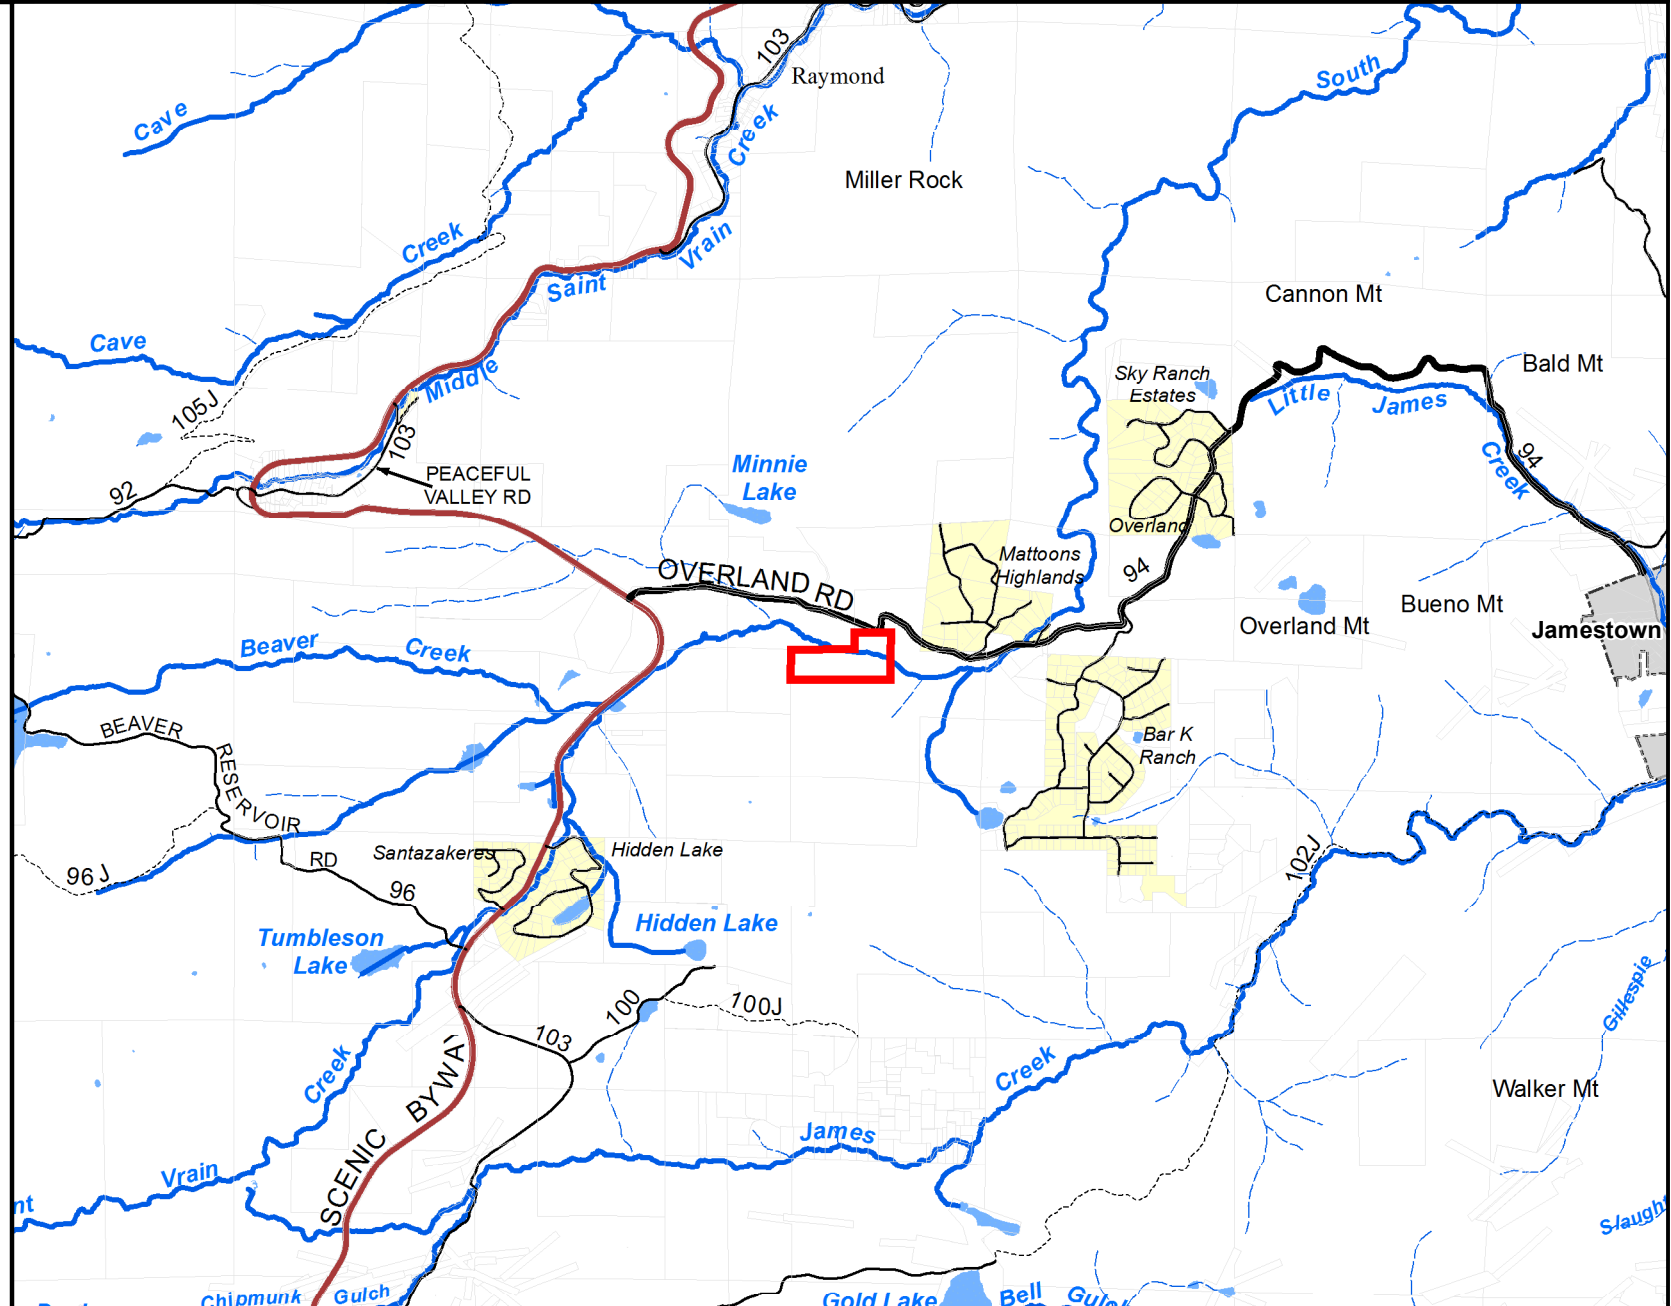 103
Raymond
South
Cave
Creek
Miller Rock
Creek
Vrain
Saint
Cannon Mt
Cave
Bald Mt
Middle
Sky Ranch
Estates
Little
James
105J
103
94
Creek
Minnie
Lake
PEACEFUL
VALLEY RD
92
Overland
Mattoons
Highlands
OVERLAND RD
94
Bueno Mt
Overland Mt
Jamestown
Beaver
Creek
BEAVER
RESERVOIR
RD
Bar K
Ranch
96J
96
Santazakeres
Hidden Lake
102J
Hidden Lake
Tumbleson
Lake
Gillespie
100
100J
103
Creek
Creek
SCENIC BYWAY
Walker Mt
James
Vrain
nt
Slaught
Chipmunk
Gulch
Gold Lake
Bell